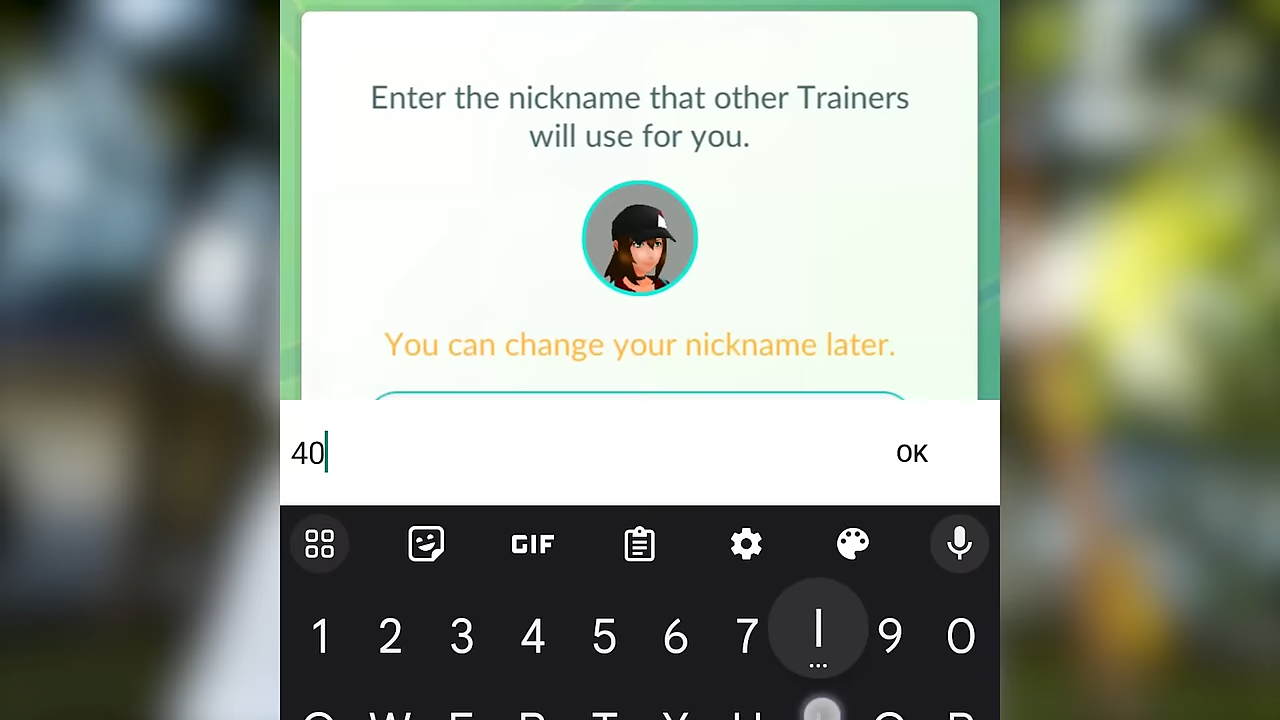 Enter the nickname that other Trainers
will use for you.
You can change your nickname later.
40
OK
GIF
1 2 3 4 5 6 7 I 9 0